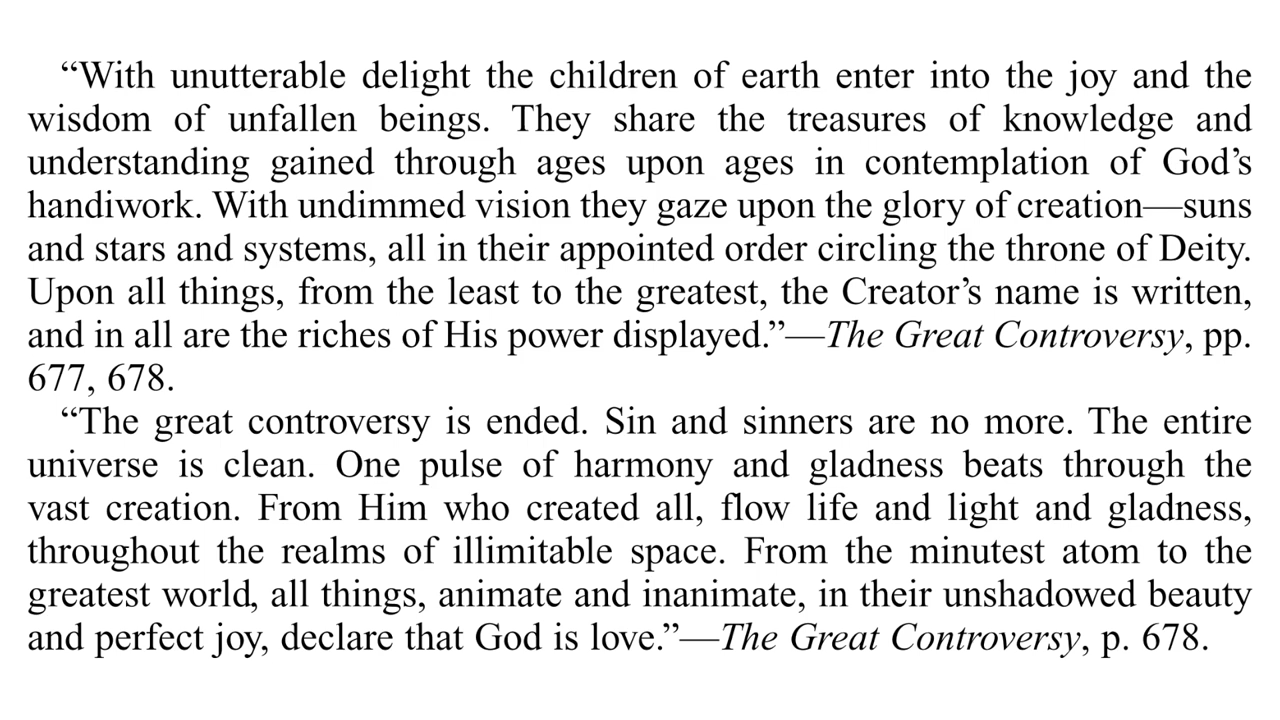 “With unutterable delight the children of earth enter into the joy and the
wisdom of unfallen beings. They share the treasures of knowledge and
understanding gained through ages upon ages in contemplation of God’s
handiwork. With undimmed vision they gaze upon the glory of creation—suns
and stars and systems, all in their appointed order circling the throne of Deity.
Upon all things, from the least to the greatest, the Creator’s name is written,
and in all are the riches of His power displayed.”—The Great Controversy, pp.
677, 678.
“The great controversy is ended. Sin and sinners are no more. The entire
universe is clean. One pulse of harmony and gladness beats through the
vast creation. From Him who created all, flow life and light and gladness,
throughout the realms of illimitable space. From the minutest atom to the
greatest world, all things, animate and inanimate, in their unshadowed beauty
and perfect joy, declare that God is love.”—The Great Controversy, p. 678.